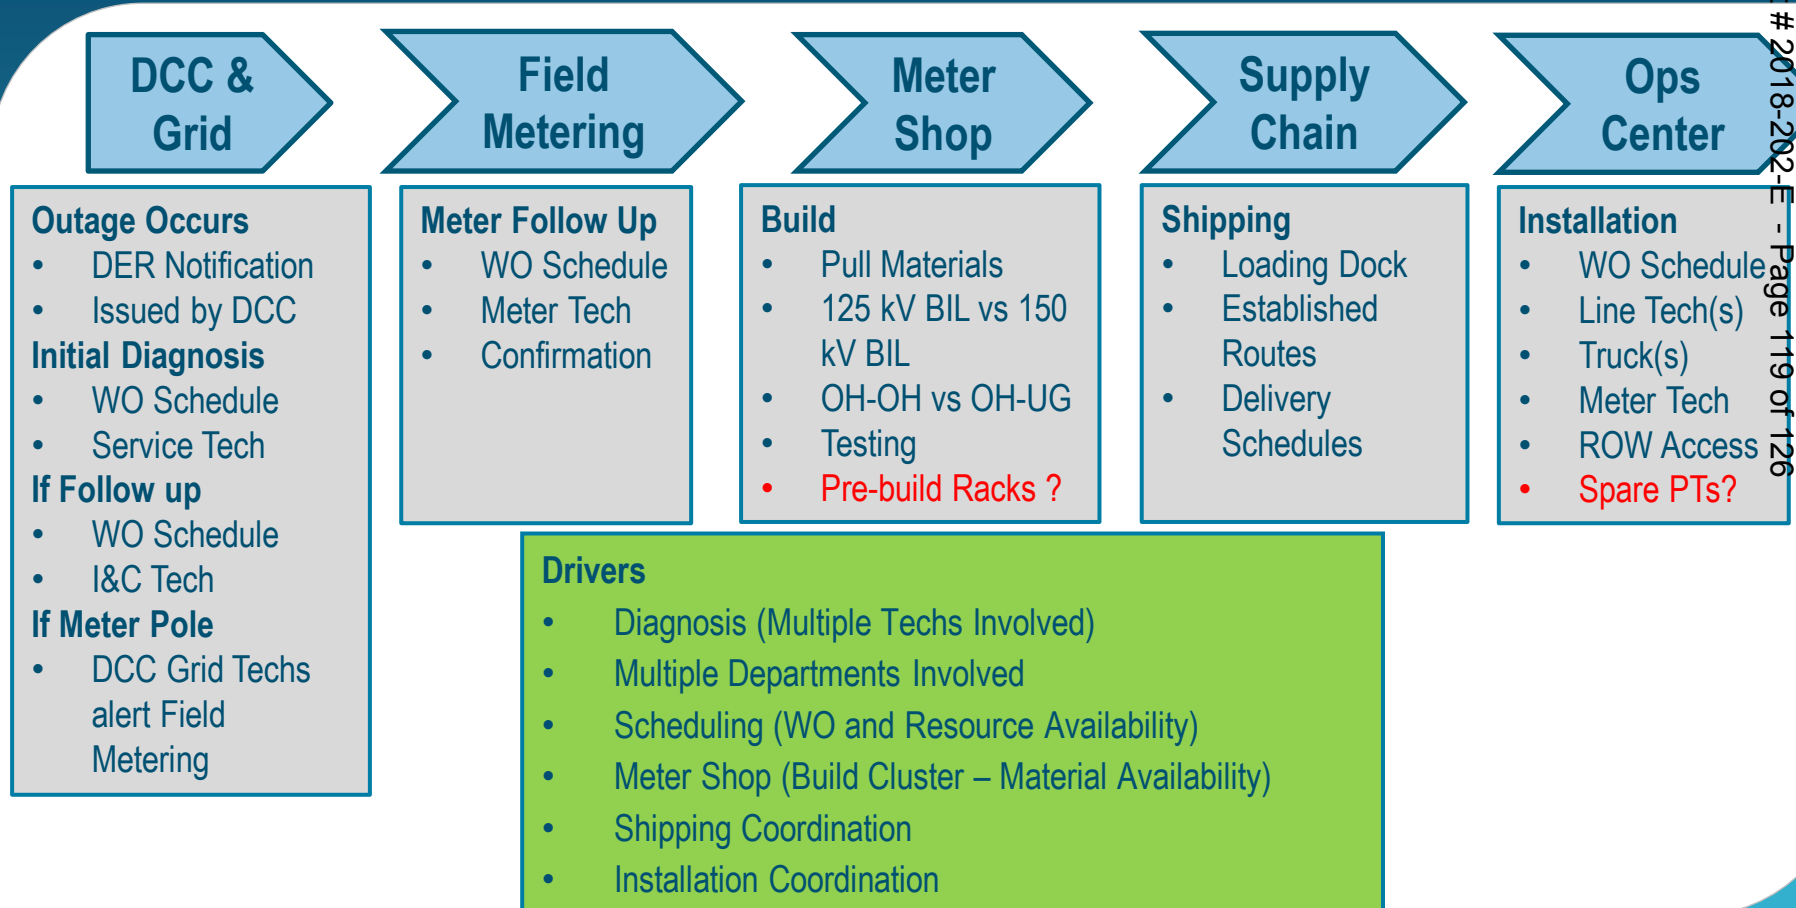 DCC &
Grid
Field
Metering
Meter
Shop
Supply
Chain
Ops
Center
Outage Occurs
• DER Notification
• Issued by DCC
Initial Diagnosis
• WO Schedule
• Service Tech
If Follow up
• WO Schedule
• I&C Tech
If Meter Pole
• DCC Grid Techs
alert Field
Metering
Meter Follow Up
• WO Schedule
• Meter Tech
• Confirmation
Build
• Pull Materials
• 125 kV BIL vs 150
kV BIL
• OH-OH vs OH-UG
• Testing
• Pre-build Racks ?
Shipping
• Loading Dock
• Established
Routes
• Delivery
Schedules
Installation
• WO Schedule
• Line Tech(s)
• Truck(s)
• Meter Tech
• ROW Access
• Spare PTs?
Drivers
• Diagnosis (Multiple Techs Involved)
• Multiple Departments Involved
• Scheduling (WO and Resource Availability)
• Meter Shop (Build Cluster – Material Availability)
• Shipping Coordination
• Installation Coordination
# 2018-202-E - Page 119 of 126